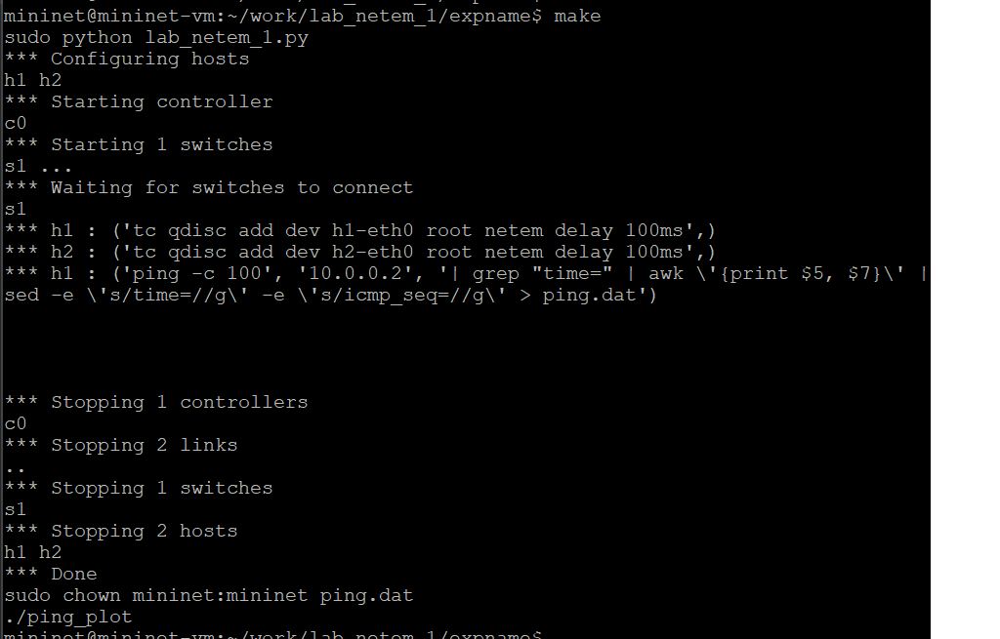 mininet@mininet-vm:~/work/lab_netem_1/expname$ make
sudo python lab_netem_1.py
*** Configuring hosts
h1 h2
*** Starting controller
c0
*** Starting 1 switches
s1 ...
*** Waiting for switches to connect
s1
*** h1 : ('tc qdisc add dev h1-eth0 root netem delay 100ms',)
*** h2 : ('tc qdisc add dev h2-eth0 root netem delay 100ms',)
*** h1 : ('ping -c 100', '10.0.0.2', '| grep "time=" | awk \'{print $5, $7}\' |
sed -e \'s/time=//g\' -e \'s/icmp_seq=//g\' > ping.dat')
*** Stopping 1 controllers
c0
*** Stopping 2 links
..
*** Stopping 1 switches
s1
*** Stopping 2 hosts
h1 h2
*** Done
sudo chown mininet:mininet ping.dat
./ping_plot
mininet@mininet-vm:~/work/lab_netem_1/expname$